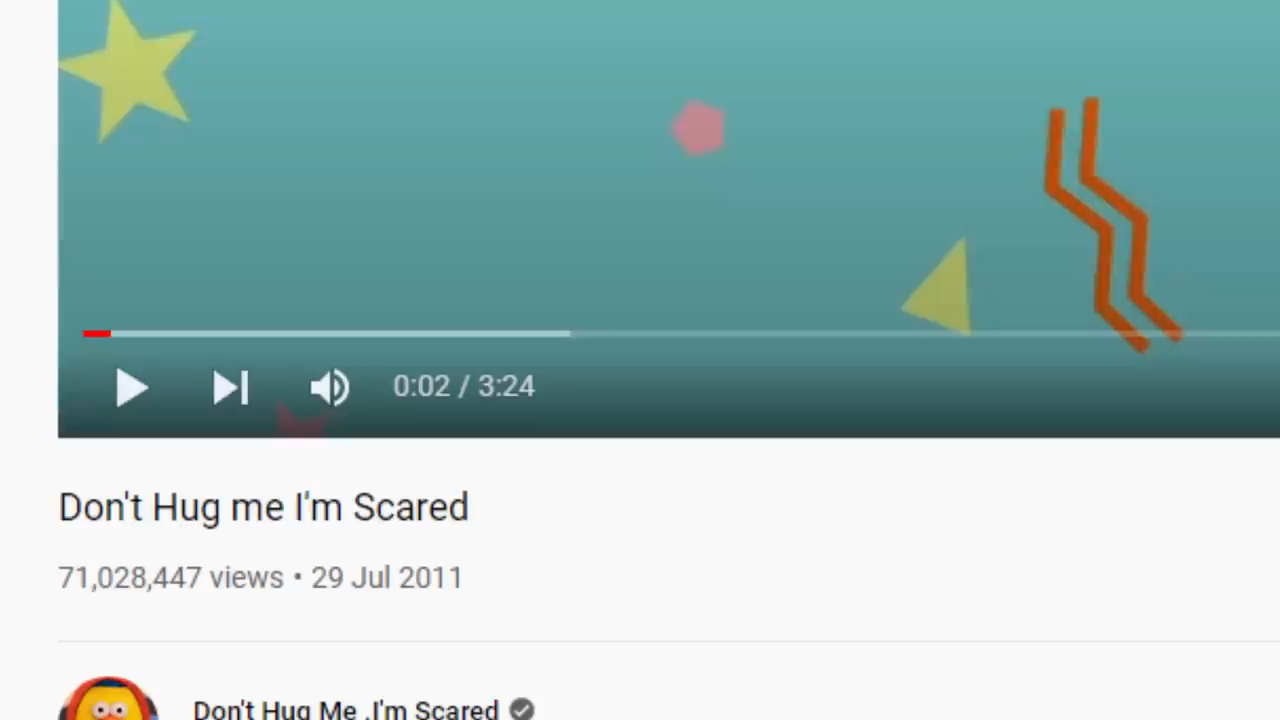 0:02 / 3:24
Don't Hug me I'm Scared
71,028,447 views • 29 Jul 2011
Don't Hug Me .I'm Scared